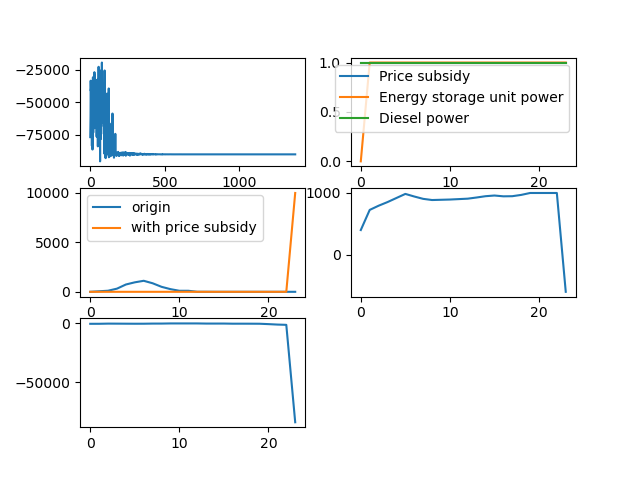 −25000
−50000
−75000
0 500 1000
1.0
0.5
0.0
Price subsidy
Energy storage unit power
Diesel power
0 10 20
10000
5000
0
origin
with price subsidy
0 10 20
1000
0
0 10 20
0
−50000
0 10 20